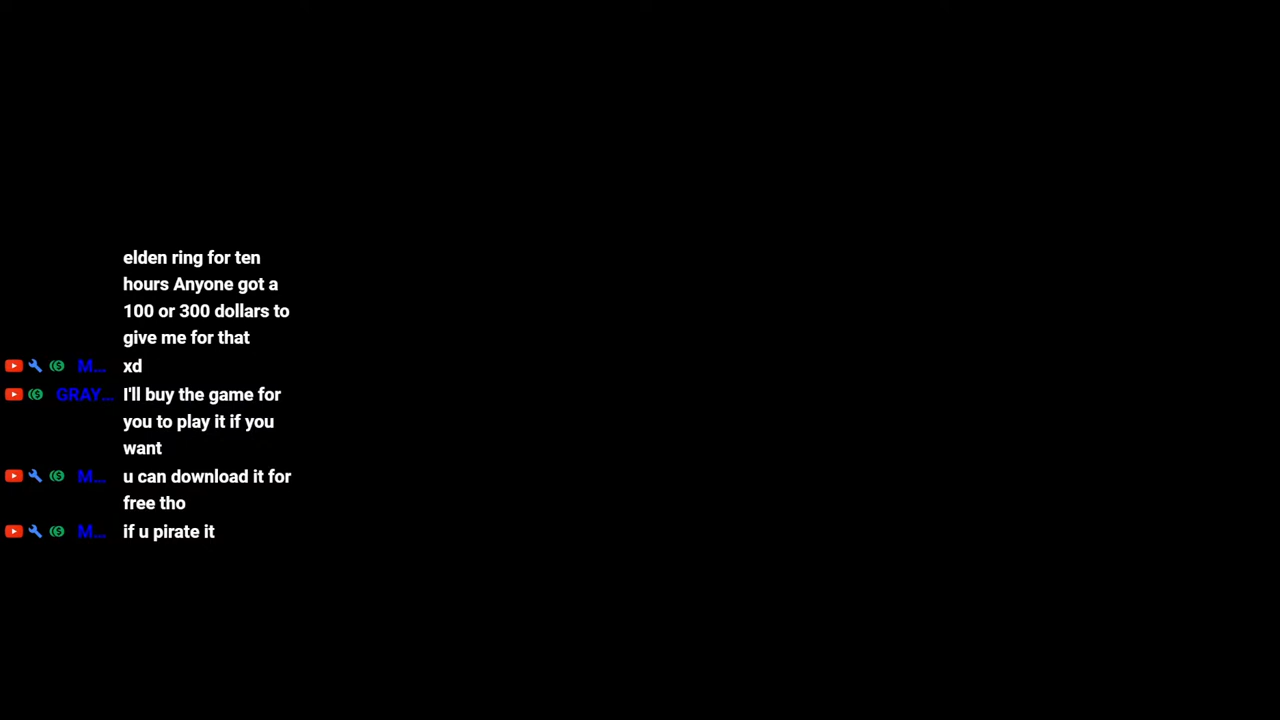 elden ring for ten
hours Anyone got a
100 or 300 dollars to
give me for that
M... xd
GRAY... I'll buy the game for
you to play it if you
want
M... u can download it for
free tho
M... if u pirate it